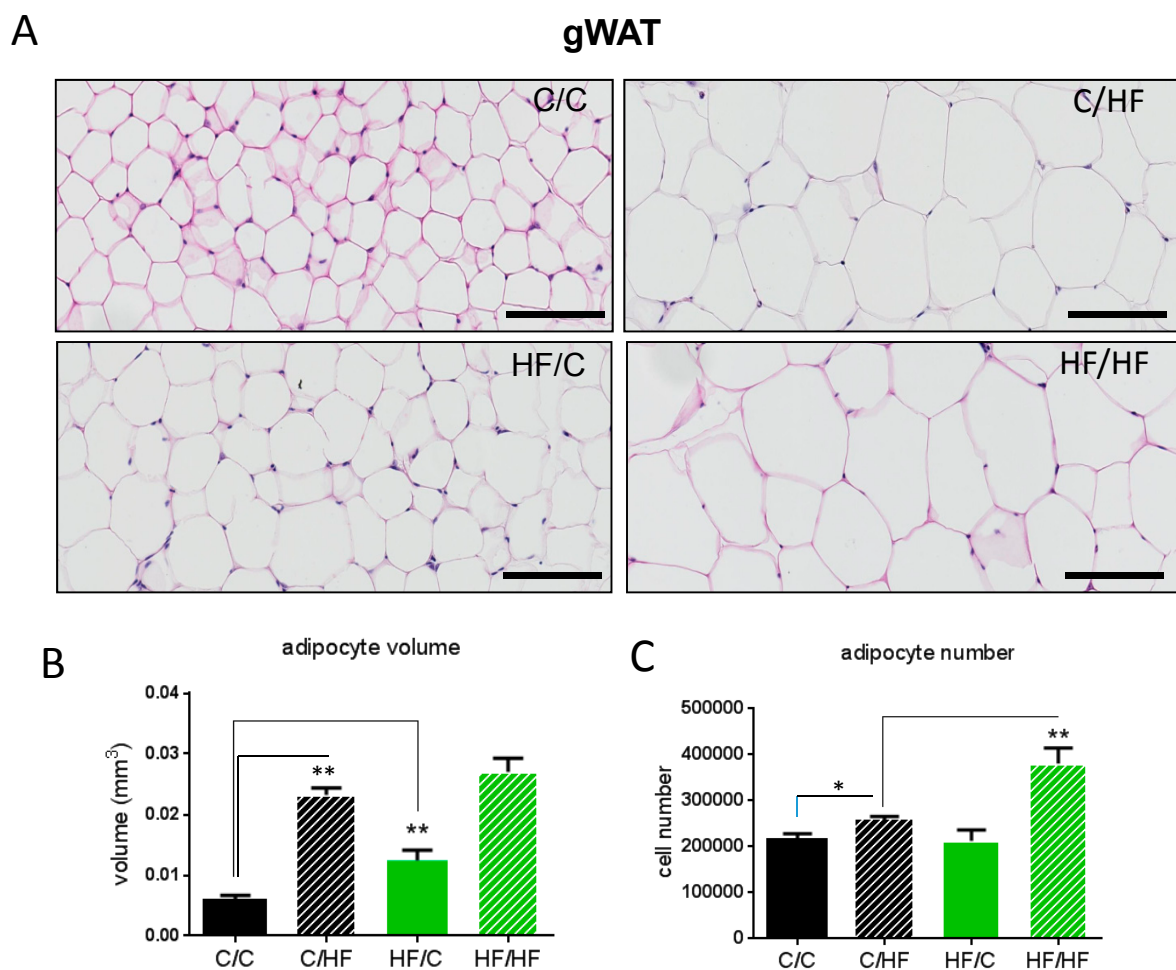 A
gWAT
C/C
C/HF
HF/C
HF/HF
B
adipocyte volume
volume (mm³)
0.04
0.03
0.02
0.01
0.00
**
**
C/C
C/HF
HF/C
HF/HF
C
adipocyte number
cell number
500000
400000
300000
200000
100000
0
*
**
C/C
C/HF
HF/C
HF/HF